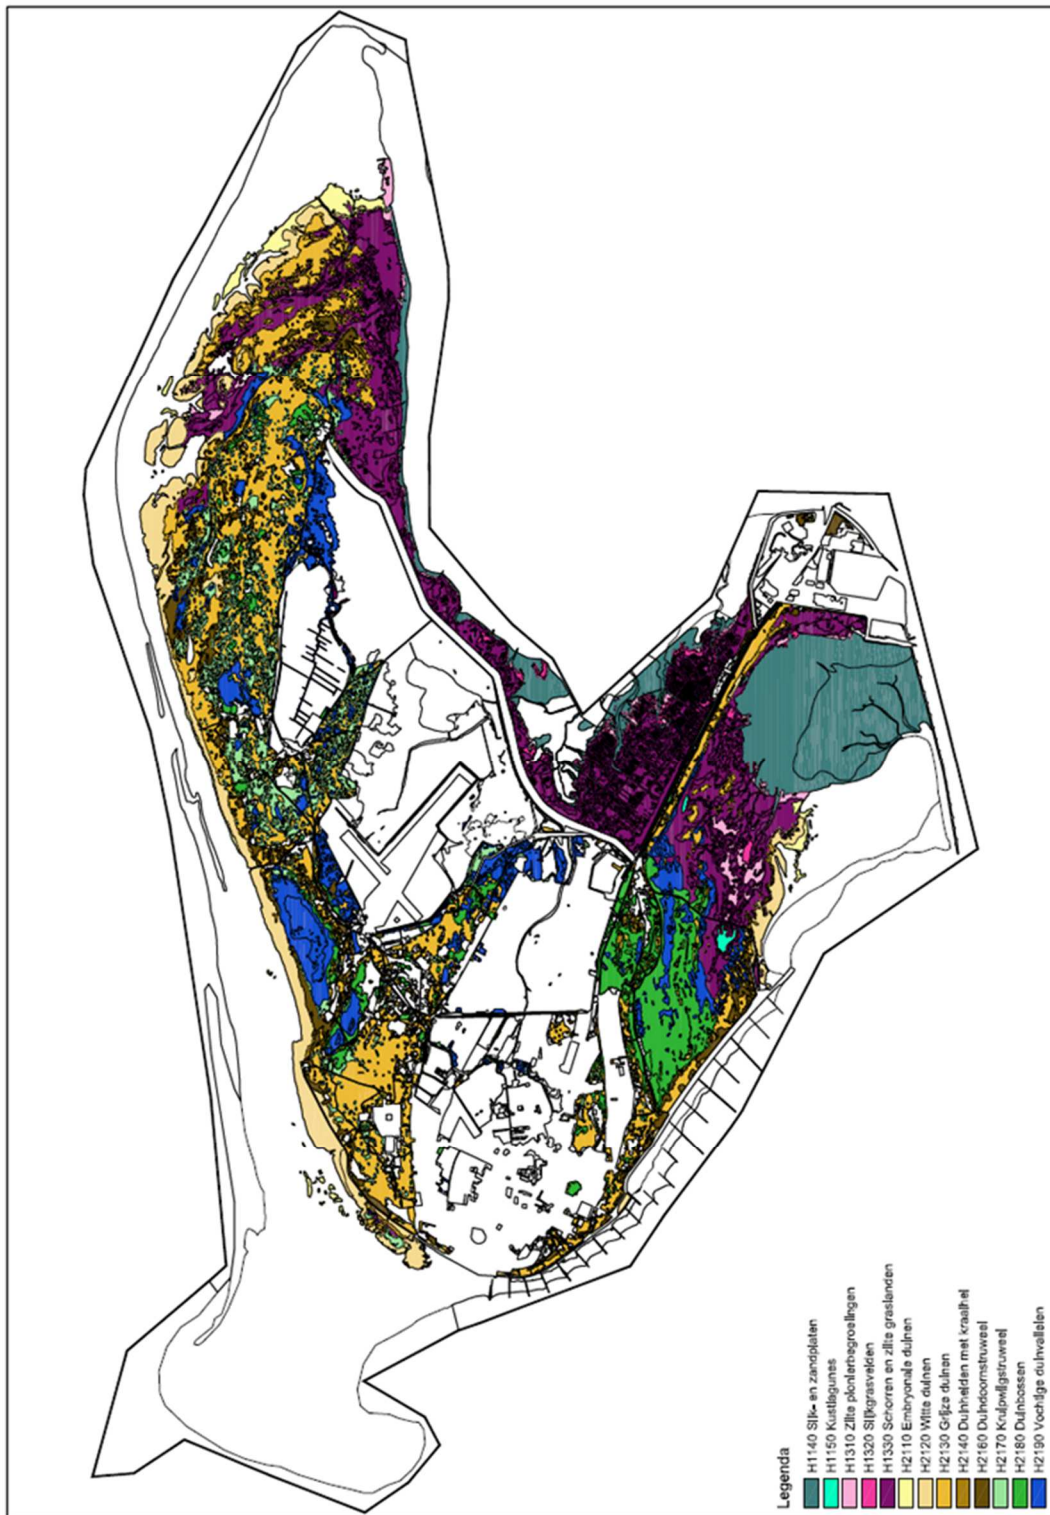 Legenda
H1140 Slik- en zandplaten
H1150 Kustlagunes
H1310 Zilte pionierbegroeiingen
H1320 Slijkgrasvelden
H1330 Schorren en zilte graslanden
H2110 Embryonale duinen
H2120 Witte duinen
H2130 Grijze duinen
H2140 Duinheiden met kraaihei
H2160 Duindoornstruweel
H2170 Kruipwilgstruweel
H2180 Duinbossen
H2190 Vochtige duinvalleien